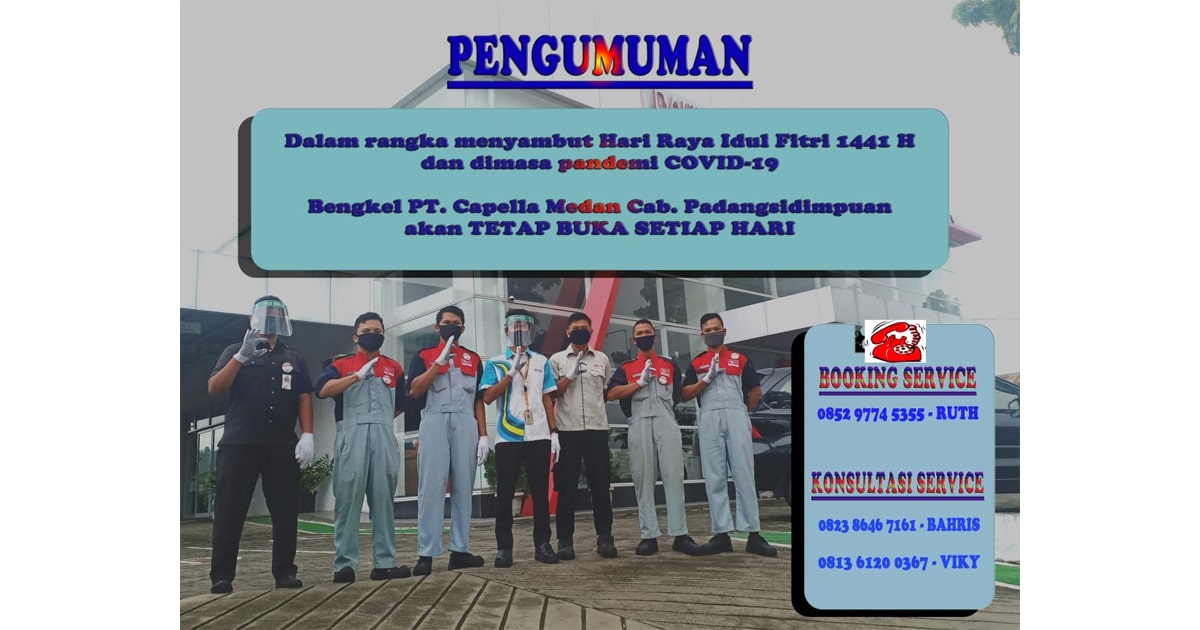 PENGUMUMAN
Dalam rangka menyambut Hari Raya Idul Fitri 1441 H
dan dimasa pandemi COVID-19
Bengkel PT. Capella Medan Cab. Padangsidimpuan
akan TETAP BUKA SETIAP HARI
BOOKING SERVICE
0852 9774 5355 - RUTH
KONSULTASI SERVICE
0823 8646 7161 - BAHRIS
0813 6120 0367 - VIKY